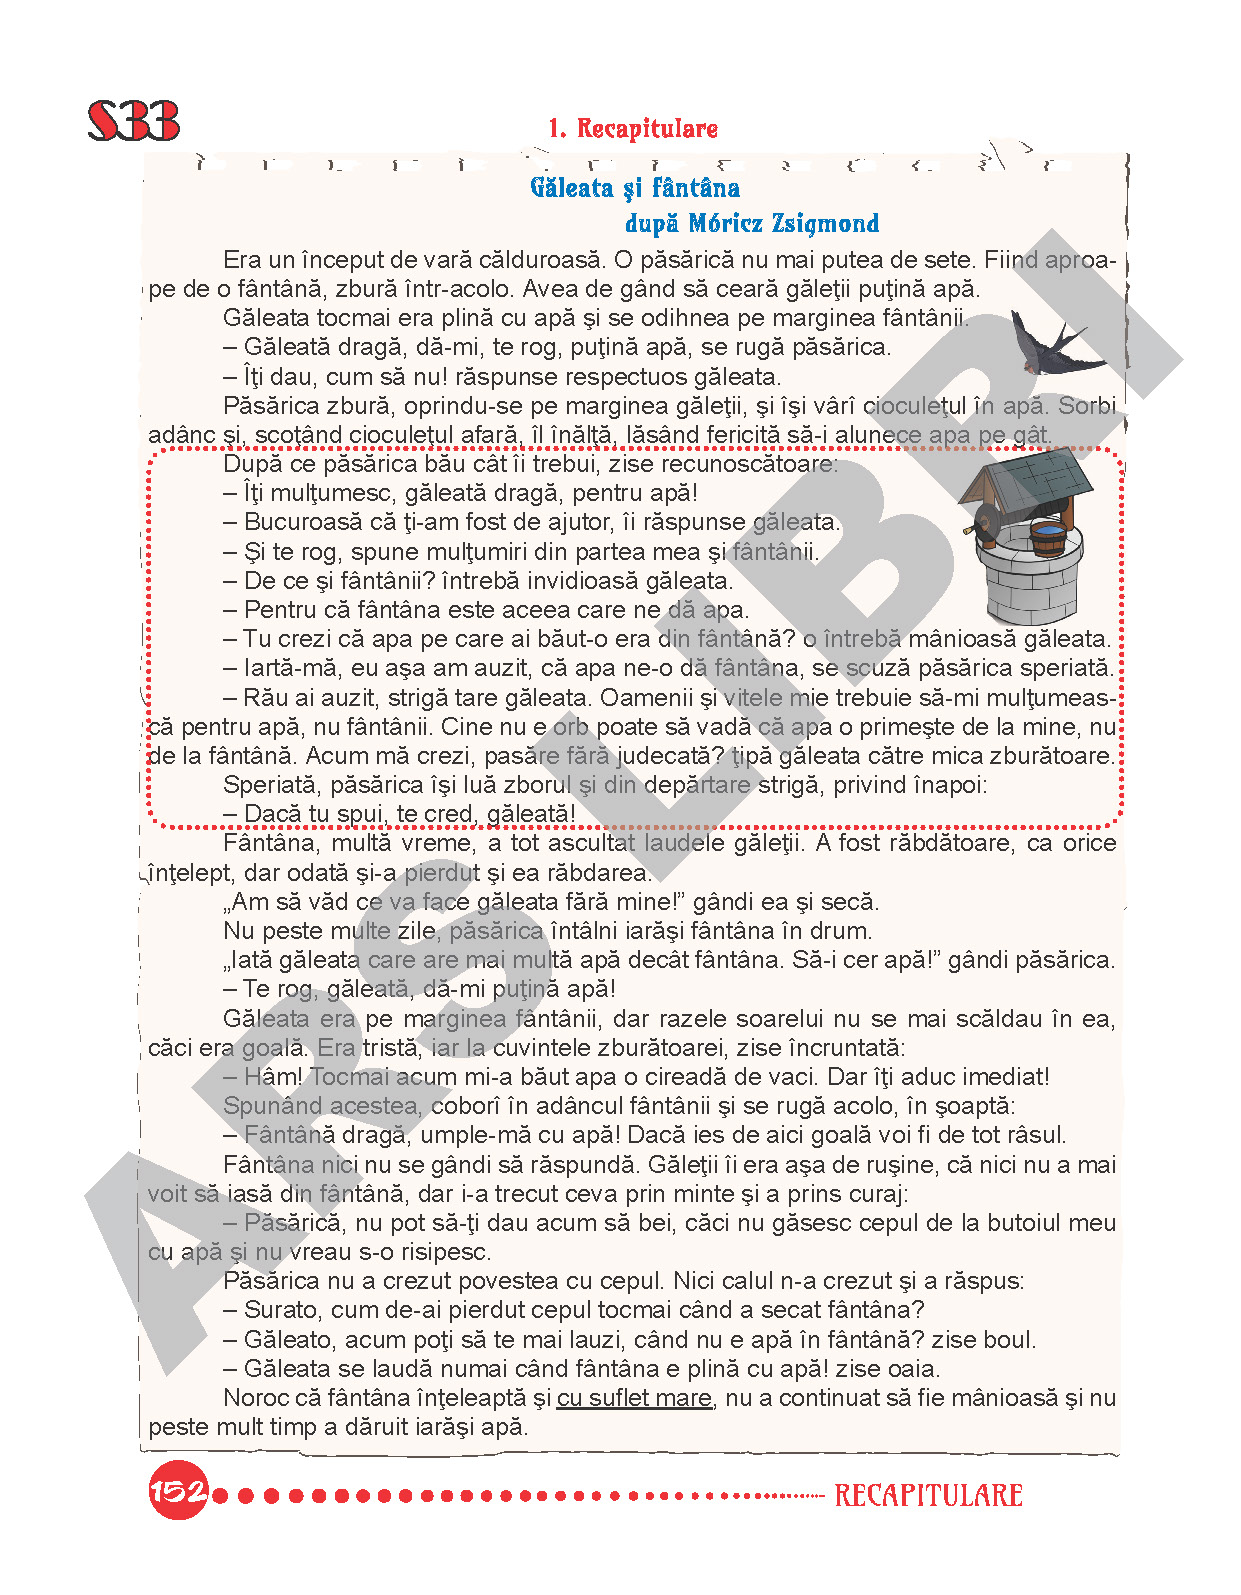 S33
1. Recapitulare
Găleata şi fântâna
după Móricz Zsigmond
Era un început de vară călduroasă. O păsărică nu mai putea de sete. Fiind aproa-
pe de o fântână, zbură într-acolo. Avea de gând să ceară găleţii puţină apă.
Găleata tocmai era plină cu apă şi se odihnea pe marginea fântânii.
– Găleată dragă, dă-mi, te rog, puţină apă, se rugă păsărica.
– Îţi dau, cum să nu! răspunse respectuos găleata.
Păsărica zbură, oprindu-se pe marginea găleţii, şi îşi vârî cioculeţul în apă. Sorbi
adânc şi, scoţând cioculeţul afară, îl înălţă, lăsând fericită să-i alunece apa pe gât.
După ce păsărica bău cât îi trebui, zise recunoscătoare:
– Îţi mulţumesc, găleată dragă, pentru apă!
– Bucuroasă că ţi-am fost de ajutor, îi răspunse găleata.
– Şi te rog, spune mulţumiri din partea mea şi fântânii.
– De ce şi fântânii? întrebă invidioasă găleata.
– Pentru că fântâna este aceea care ne dă apa.
– Tu crezi că apa pe care ai băut-o era din fântână? o întrebă mânioasă găleata.
– Iartă-mă, eu aşa am auzit, că apa ne-o dă fântâna, se scuză păsărica speriată.
– Rău ai auzit, strigă tare găleata. Oamenii şi vitele mie trebuie să-mi mulţumeas-
că pentru apă, nu fântânii. Cine nu e orb poate să vadă că apa o primeşte de la mine, nu
de la fântână. Acum mă crezi, pasăre fără judecată? ţipă găleata către mica zburătoare.
Speriată, păsărica îşi luă zborul şi din depărtare strigă, privind înapoi:
– Dacă tu spui, te cred, găleată!
Fântâna, multă vreme, a tot ascultat laudele găleţii. A fost răbdătoare, ca orice
înţelept, dar odată şi-a pierdut şi ea răbdarea.
„Am să văd ce va face găleata fără mine!” gândi ea şi secă.
Nu peste multe zile, păsărica întâlni iarăşi fântâna în drum.
„Iată găleata care are mai multă apă decât fântâna. Să-i cer apă!” gândi păsărica.
– Te rog, găleată, dă-mi puţină apă!
Găleata era pe marginea fântânii, dar razele soarelui nu se mai scăldau în ea,
căci era goală. Era tristă, iar la cuvintele zburătoarei, zise încruntată:
– Hâm! Tocmai acum mi-a băut apa o cireadă de vaci. Dar îţi aduc imediat!
Spunând acestea, coborî în adâncul fântânii şi se rugă acolo, în şoaptă:
– Fântână dragă, umple-mă cu apă! Dacă ies de aici goală voi fi de tot râsul.
Fântâna nici nu se gândi să răspundă. Găleţii îi era aşa de ruşine, că nici nu a mai
voit să iasă din fântână, dar i-a trecut ceva prin minte şi a prins curaj:
– Păsărică, nu pot să-ţi dau acum să bei, căci nu găsesc cepul de la butoiul meu
cu apă şi nu vreau s-o risipesc.
Păsărica nu a crezut povestea cu cepul. Nici calul n-a crezut şi a răspus:
– Surato, cum de-ai pierdut cepul tocmai când a secat fântâna?
– Găleato, acum poţi să te mai lauzi, când nu e apă în fântână? zise boul.
– Găleata se laudă numai când fântâna e plină cu apă! zise oaia.
Noroc că fântâna înţeleaptă şi cu suflet mare, nu a continuat să fie mânioasă şi nu
peste mult timp a dăruit iarăşi apă.
152 RECAPITULARE
ARS LIBRI